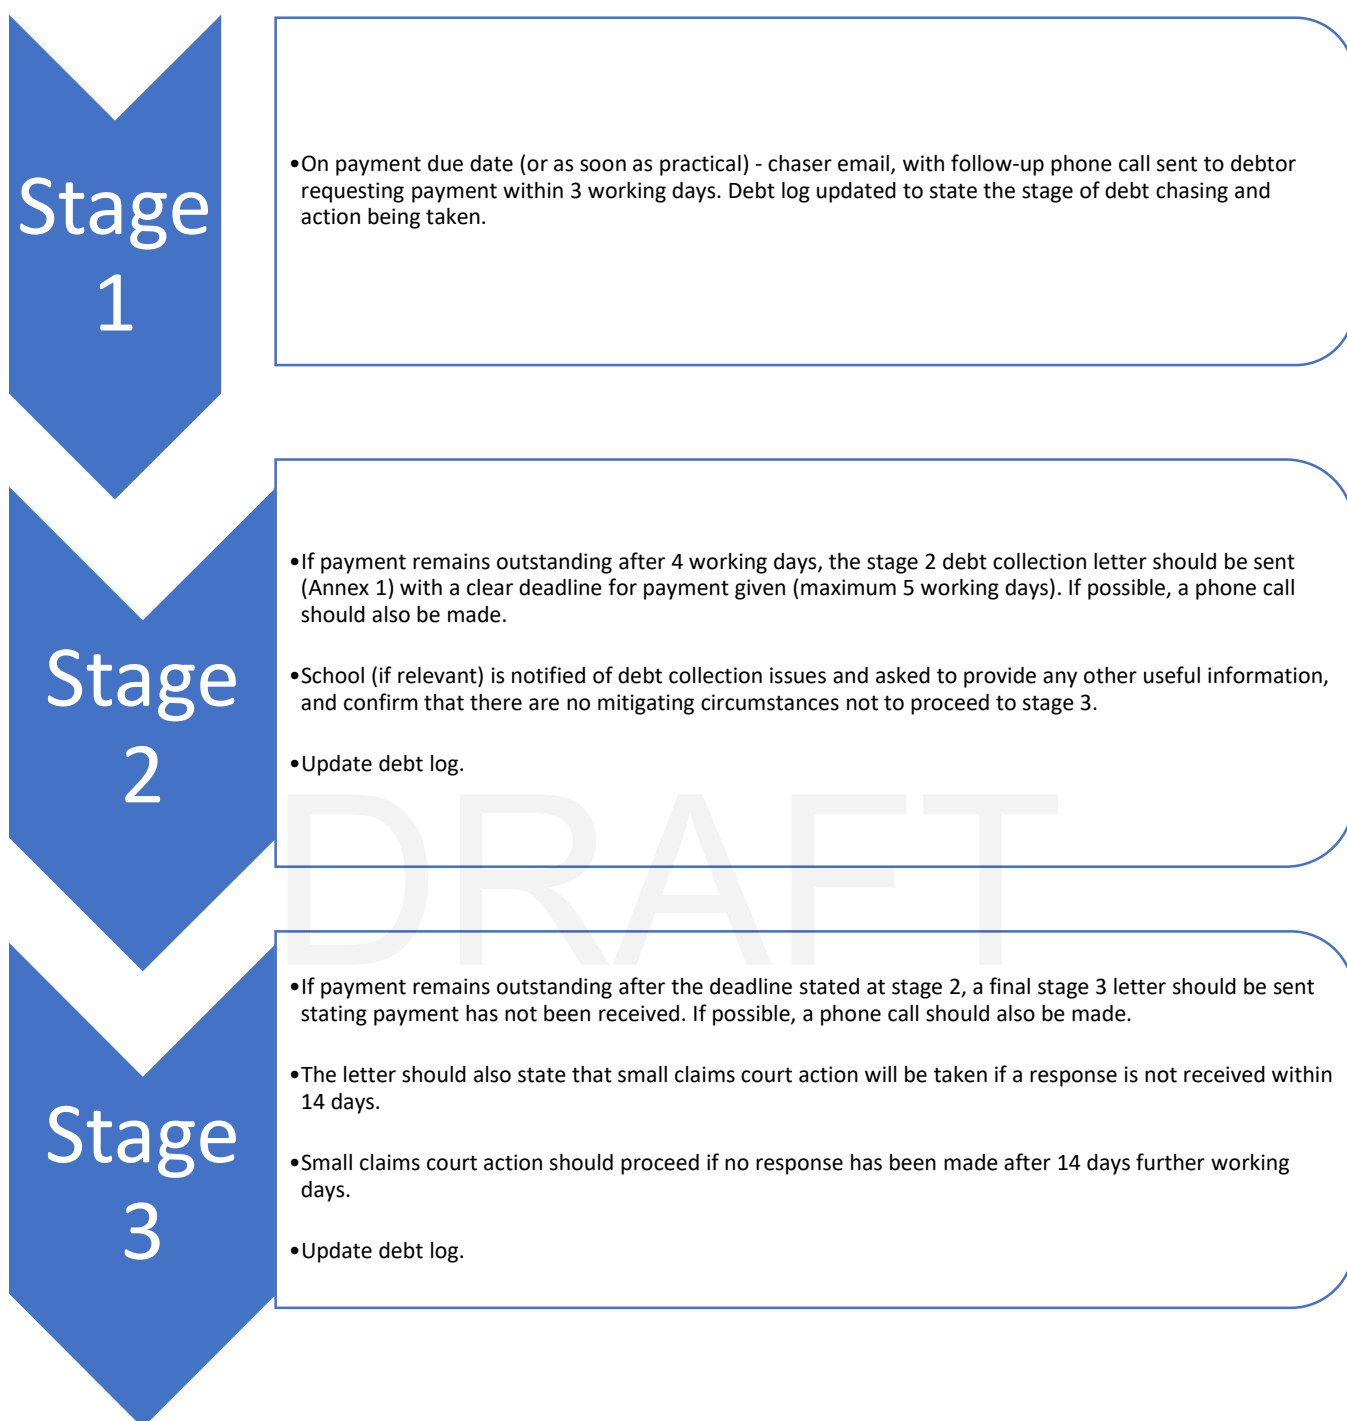 Stage
1
•On payment due date (or as soon as practical) - chaser email, with follow-up phone call sent to debtor
requesting payment within 3 working days. Debt log updated to state the stage of debt chasing and
action being taken.
Stage
2
•If payment remains outstanding after 4 working days, the stage 2 debt collection letter should be sent
(Annex 1) with a clear deadline for payment given (maximum 5 working days). If possible, a phone call
should also be made.
•School (if relevant) is notified of debt collection issues and asked to provide any other useful information,
and confirm that there are no mitigating circumstances not to proceed to stage 3.
•Update debt log.
DRAFT
Stage
3
•If payment remains outstanding after the deadline stated at stage 2, a final stage 3 letter should be sent
stating payment has not been received. If possible, a phone call should also be made.
•The letter should also state that small claims court action will be taken if a response is not received within
14 days.
•Small claims court action should proceed if no response has been made after 14 days further working
days.
•Update debt log.